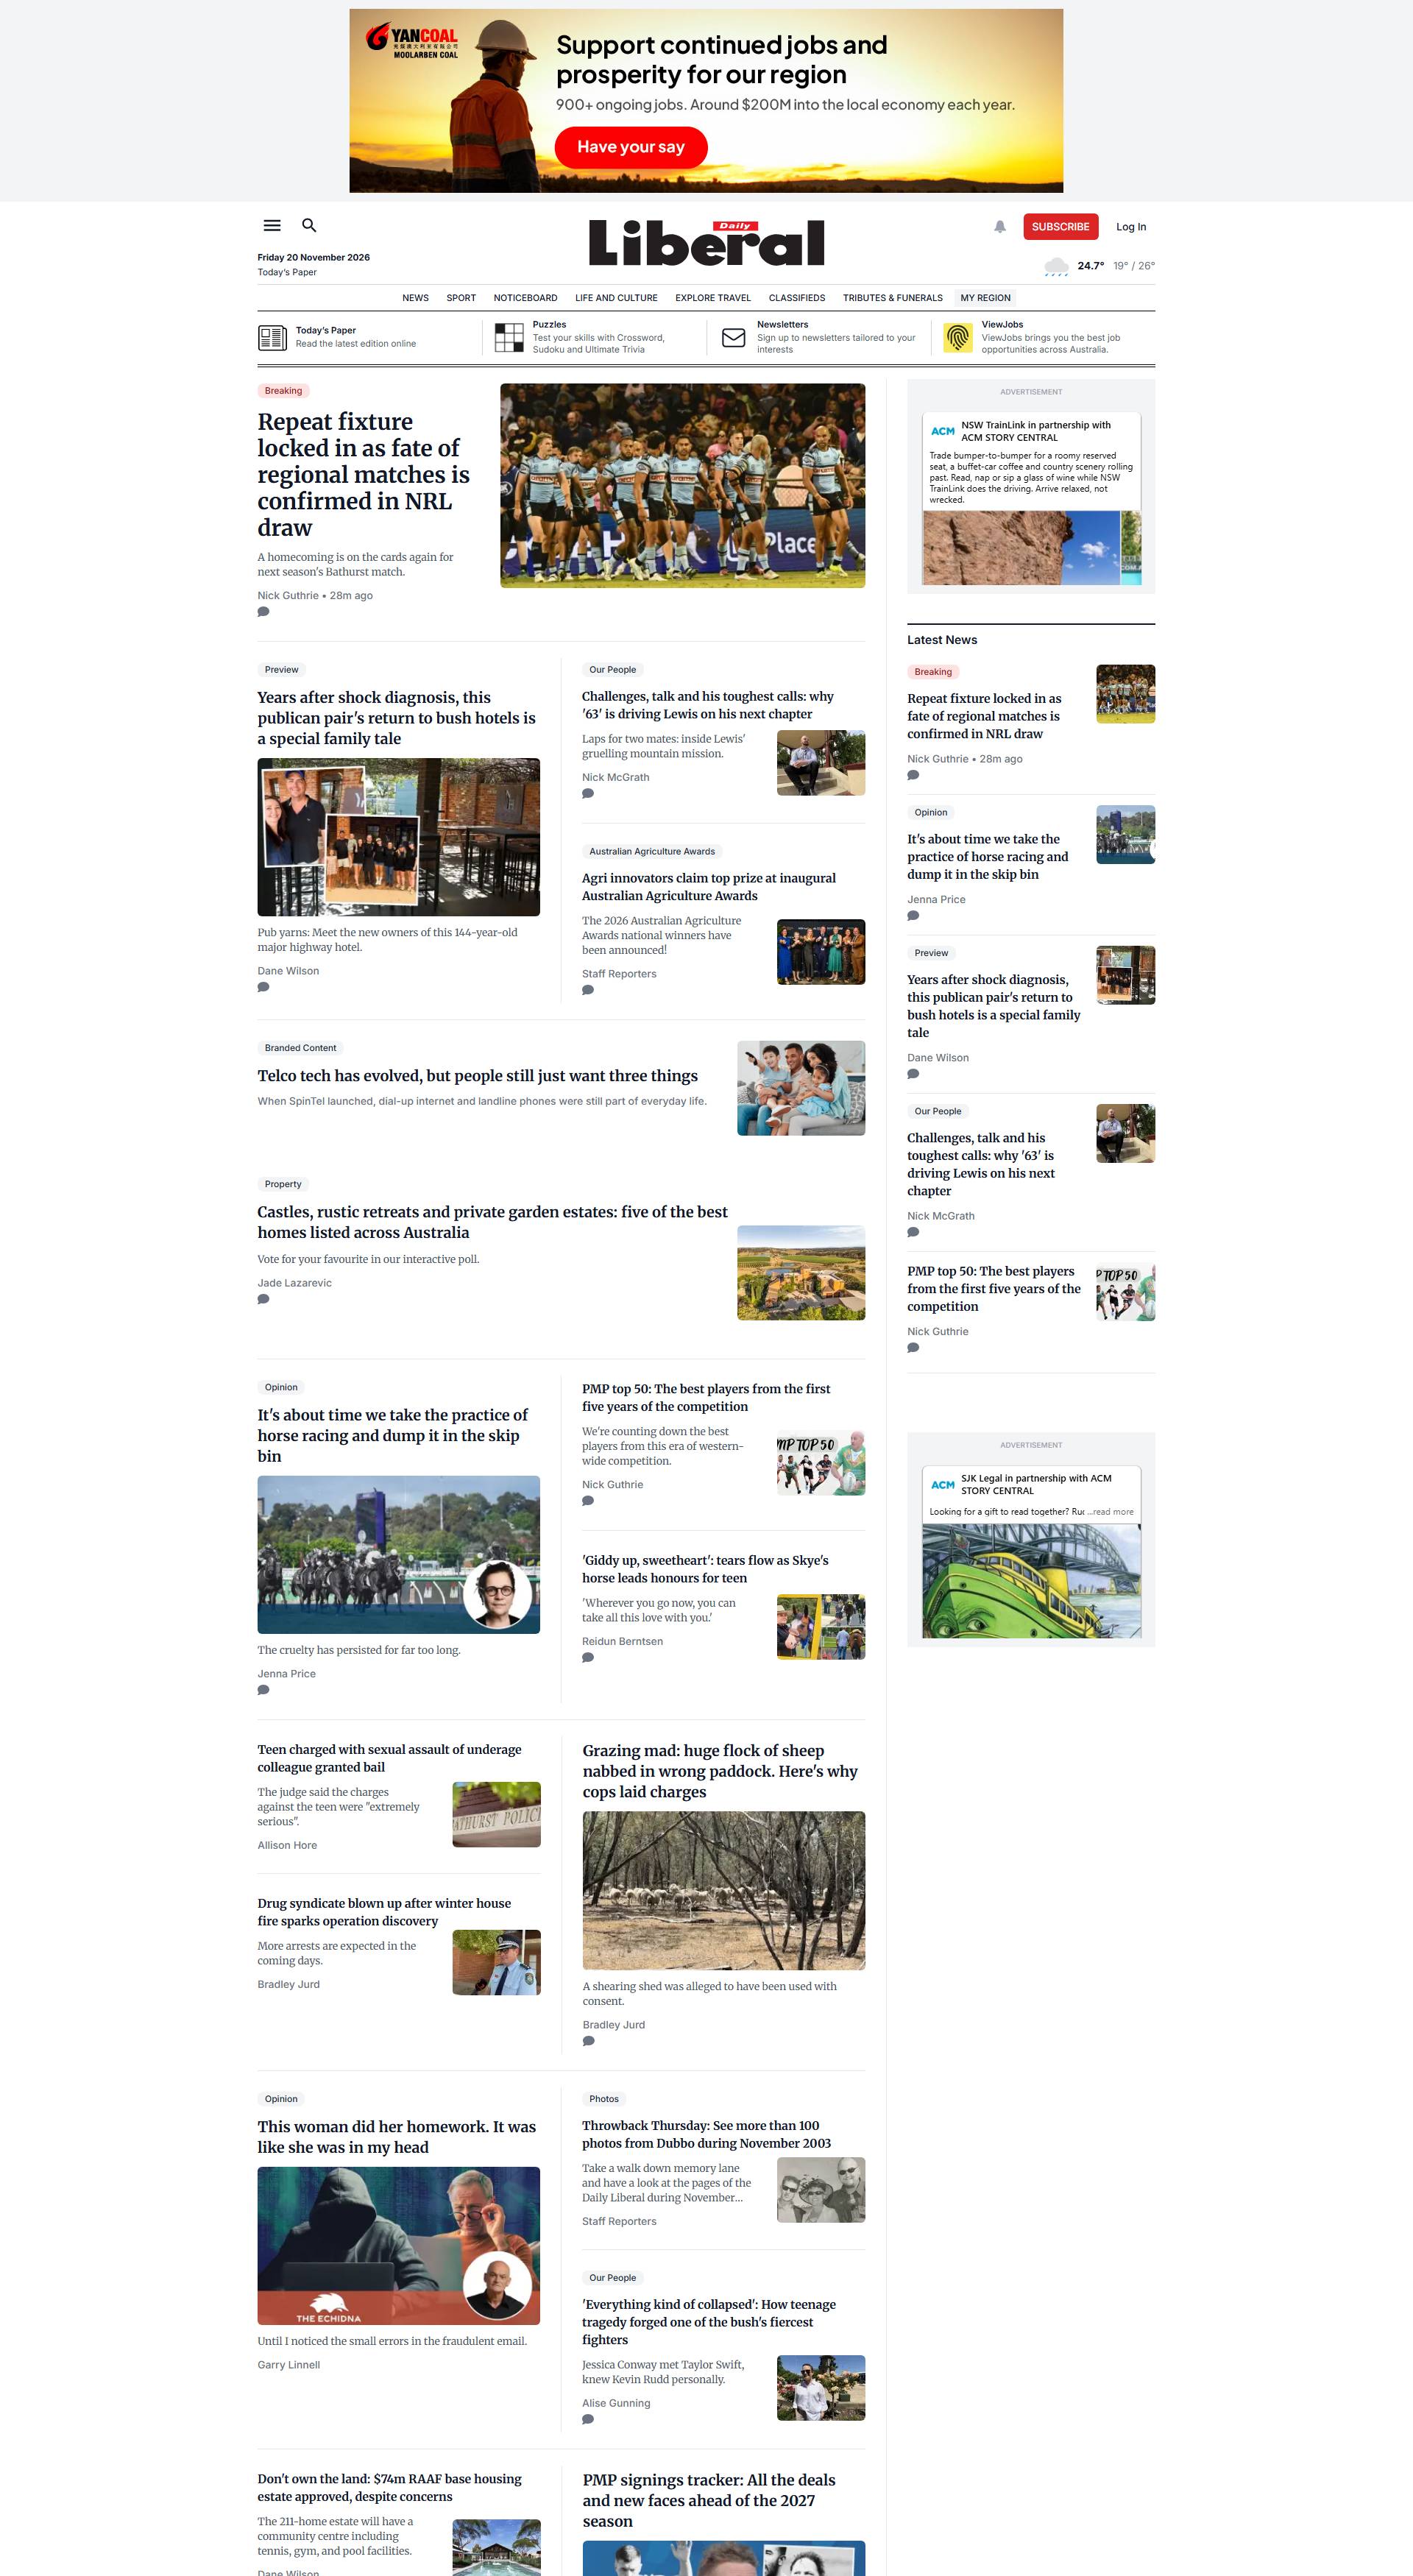 YANCOAL
MOOLARBEN COAL
Support continued jobs and
prosperity for our region
900+ ongoing jobs. Around $200M into the local economy each year.
Have your say
Daily
Liberal
SUBSCRIBE
Log In
Friday 20 November 2026
Today's Paper
24.7° 19° / 26°
NEWS SPORT NOTICEBOARD LIFE AND CULTURE EXPLORE TRAVEL CLASSIFIEDS TRIBUTES & FUNERALS MY REGION
Today's Paper
Read the latest edition online
Puzzles
Test your skills with Crossword,
Sudoku and Ultimate Trivia
Newsletters
Sign up to newsletters tailored to your
interests
ViewJobs
ViewJobs brings you the best job
opportunities across Australia.
Breaking
Repeat fixture
locked in as fate of
regional matches is
confirmed in NRL
draw
A homecoming is on the cards again for
next season's Bathurst match.
Nick Guthrie • 28m ago
Place
Preview
Years after shock diagnosis, this
publican pair's return to bush hotels is
a special family tale
Pub yarns: Meet the new owners of this 144-year-old
major highway hotel.
Dane Wilson
Our People
Challenges, talk and his toughest calls: why
'63' is driving Lewis on his next chapter
Laps for two mates: inside Lewis'
gruelling mountain mission.
Nick McGrath
Australian Agriculture Awards
Agri innovators claim top prize at inaugural
Australian Agriculture Awards
The 2026 Australian Agriculture
Awards national winners have
been announced!
Staff Reporters
Branded Content
Telco tech has evolved, but people still just want three things
When SpinTel launched, dial-up internet and landline phones were still part of everyday life.
Property
Castles, rustic retreats and private garden estates: five of the best
homes listed across Australia
Vote for your favourite in our interactive poll.
Jade Lazarevic
Opinion
It's about time we take the practice of
horse racing and dump it in the skip
bin
The cruelty has persisted for far too long.
Jenna Price
PMP top 50: The best players from the first
five years of the competition
We're counting down the best
players from this era of western-
wide competition.
Nick Guthrie
MP TOP 50
'Giddy up, sweetheart': tears flow as Skye's
horse leads honours for teen
'Wherever you go now, you can
take all this love with you.'
Reidun Berntsen
Teen charged with sexual assault of underage
colleague granted bail
The judge said the charges
against the teen were "extremely
serious".
Allison Hore
ATHURST POLIC
Drug syndicate blown up after winter house
fire sparks operation discovery
More arrests are expected in the
coming days.
Bradley Jurd
Grazing mad: huge flock of sheep
nabbed in wrong paddock. Here's why
cops laid charges
A shearing shed was alleged to have been used with
consent.
Bradley Jurd
Opinion
This woman did her homework. It was
like she was in my head
THE ECHIDNA
Until I noticed the small errors in the fraudulent email.
Garry Linnell
Photos
Throwback Thursday: See more than 100
photos from Dubbo during November 2003
Take a walk down memory lane
and have a look at the pages of the
Daily Liberal during November...
Staff Reporters
Our People
'Everything kind of collapsed': How teenage
tragedy forged one of the bush's fiercest
fighters
Jessica Conway met Taylor Swift,
knew Kevin Rudd personally.
Alise Gunning
Don't own the land: $74m RAAF base housing
estate approved, despite concerns
The 211-home estate will have a
community centre including
tennis, gym, and pool facilities.
Dane Wilson
PMP signings tracker: All the deals
and new faces ahead of the 2027
season
ADVERTISEMENT
ACM
NSW TrainLink in partnership with
ACM STORY CENTRAL
Trade bumper-to-bumper for a roomy reserved
seat, a buffet-car coffee and country scenery rolling
past. Read, nap or sip a glass of wine while NSW
TrainLink does the driving. Arrive relaxed, not
wrecked.
Latest News
Breaking
Repeat fixture locked in as
fate of regional matches is
confirmed in NRL draw
Nick Guthrie • 28m ago
Opinion
It's about time we take the
practice of horse racing and
dump it in the skip bin
Jenna Price
Preview
Years after shock diagnosis,
this publican pair's return to
bush hotels is a special family
tale
Dane Wilson
Our People
Challenges, talk and his
toughest calls: why '63' is
driving Lewis on his next
chapter
Nick McGrath
PMP top 50: The best players
from the first five years of the
competition
Nick Guthrie
P TOP 50
ADVERTISEMENT
ACM
SJK Legal in partnership with ACM
STORY CENTRAL
Looking for a gift to read together? Ruc ...read more